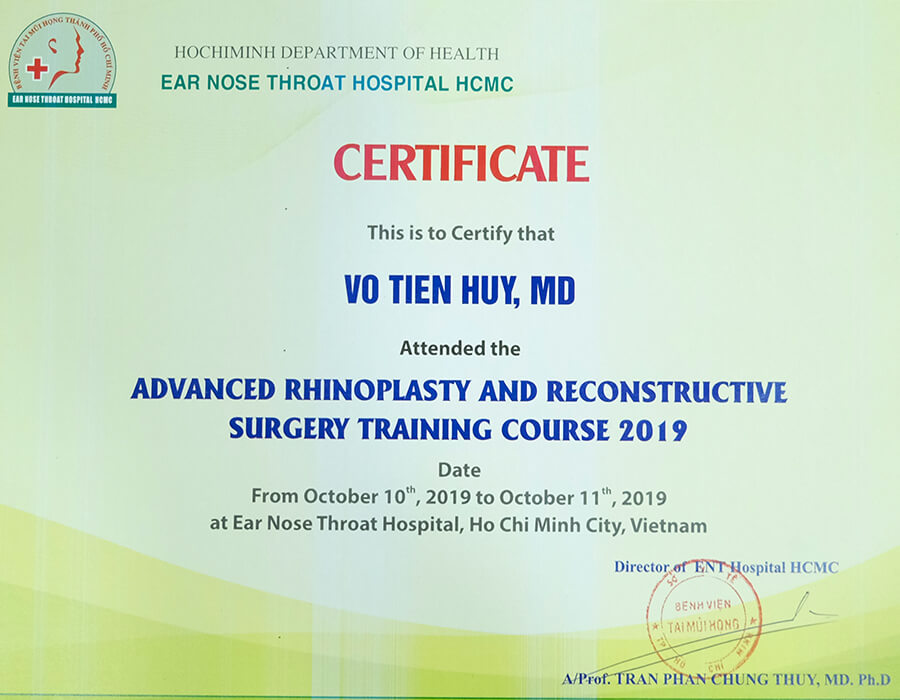 BỆNH VIỆN TAI MŨI HỌNG THÀNH PHỐ HỒ CHÍ MINH
EAR NOSE THROAT HOSPITAL HCMC
HOCHIMINH DEPARTMENT OF HEALTH
EAR NOSE THROAT HOSPITAL HCMC
CERTIFICATE
This is to Certify that
VO TIEN HUY, MD
Attended the
ADVANCED RHINOPLASTY AND RECONSTRUCTIVE
SURGERY TRAINING COURSE 2019
Date
From October 10th, 2019 to October 11th, 2019
at Ear Nose Throat Hospital, Ho Chi Minh City, Vietnam
Director of ENT Hospital HCMC
SỞ Y TẾ
BỆNH VIỆN
TAI MŨI HỌNG
A/Prof. TRAN PHAN CHUNG THUY, MD. Ph.D